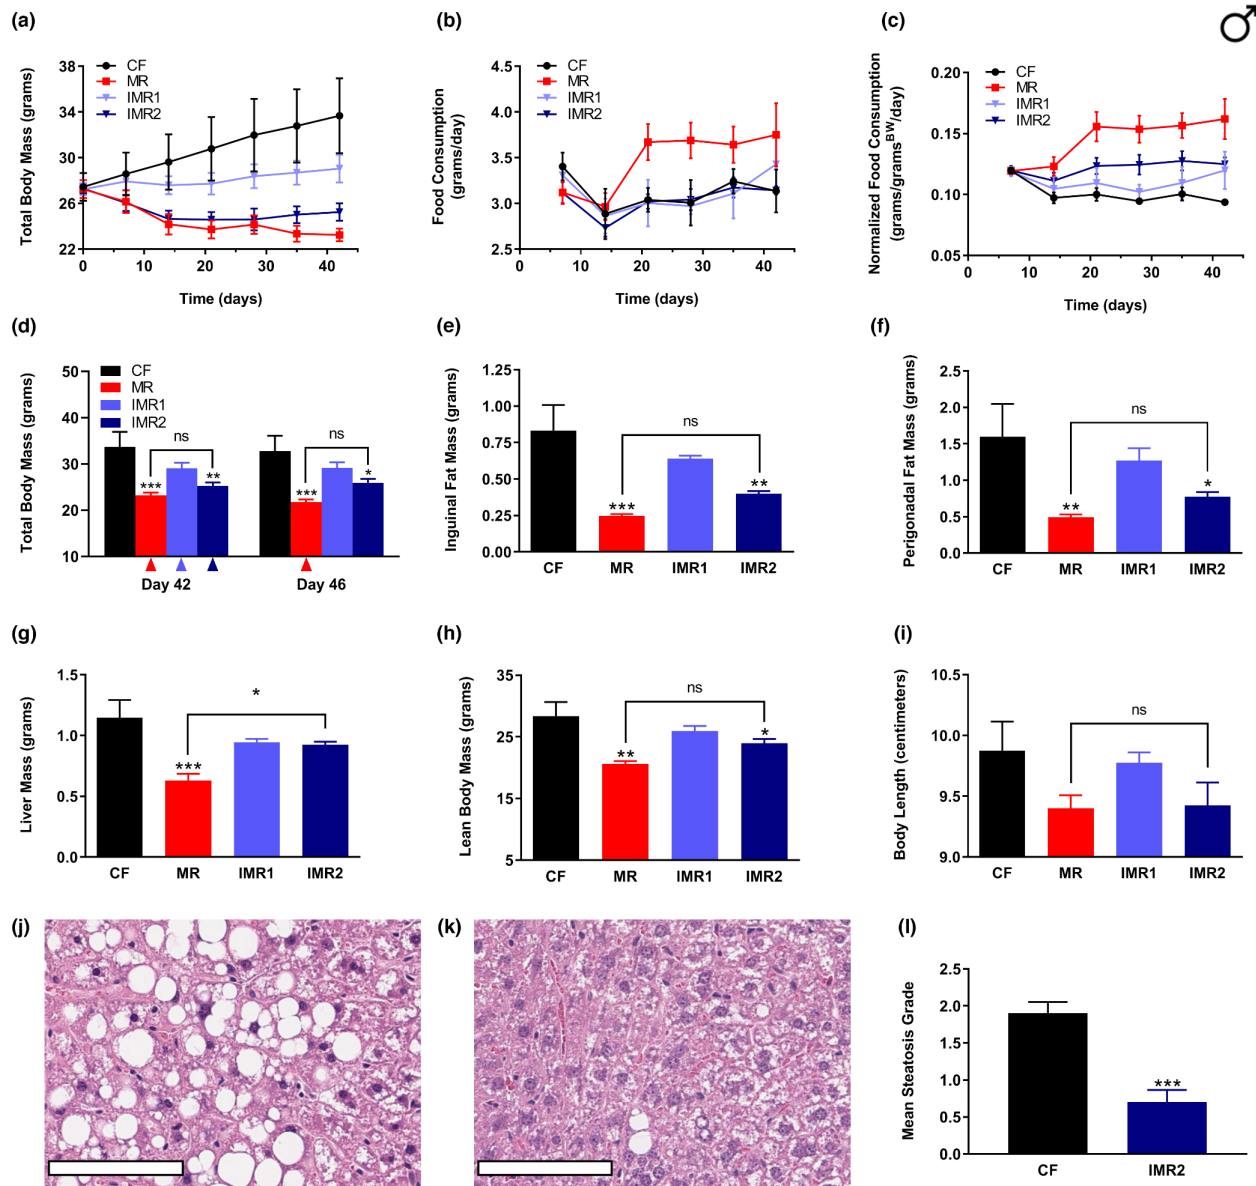 (a)
Total Body Mass (grams)
38
34
30
26
22
CF
MR
IMR1
IMR2
0
10
20
30
40
Time (days)
(b)
Food Consumption
(grams/day)
4.5
4.0
3.5
3.0
2.5
CF
MR
IMR1
IMR2
0
10
20
30
40
Time (days)
(c)
♂
Normalized Food Consumption
(grams/grams^BW/day)
0.20
0.15
0.10
0.05
CF
MR
IMR1
IMR2
0
10
20
30
40
Time (days)
(d)
Total Body Mass (grams)
50
40
30
20
10
CF
MR
IMR1
IMR2
ns
***
**
ns
***
*
Day 42
Day 46
(e)
Inguinal Fat Mass (grams)
1.25
1.00
0.75
0.50
0.25
0.00
ns
***
**
CF
MR
IMR1
IMR2
(f)
Perigonadal Fat Mass (grams)
2.5
2.0
1.5
1.0
0.5
0.0
ns
**
*
CF
MR
IMR1
IMR2
(g)
Liver Mass (grams)
1.5
1.0
0.5
0.0
*
***
CF
MR
IMR1
IMR2
(h)
Lean Body Mass (grams)
35
25
15
5
ns
**
*
CF
MR
IMR1
IMR2
(i)
Body Length (centimeters)
10.5
10.0
9.5
9.0
ns
CF
MR
IMR1
IMR2
(j)
(k)
(l)
Mean Steatosis Grade
2.5
2.0
1.5
1.0
0.5
0.0
***
CF
IMR2